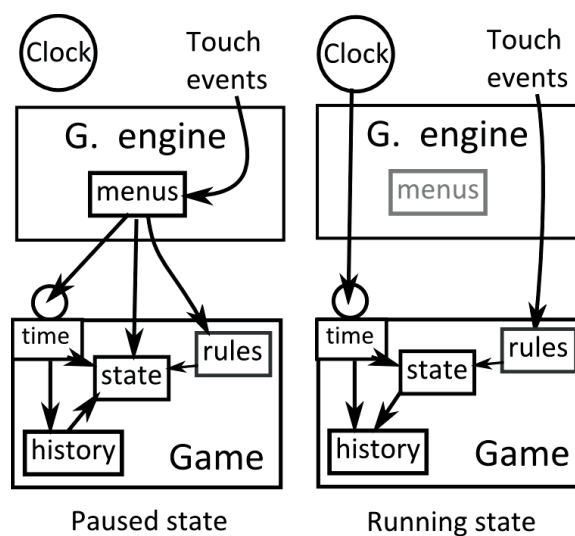 Clock
Touch
events
G. engine
menus
time
rules
state
history
Game
Paused state
Clock
Touch
events
G. engine
menus
time
rules
state
history
Game
Running state